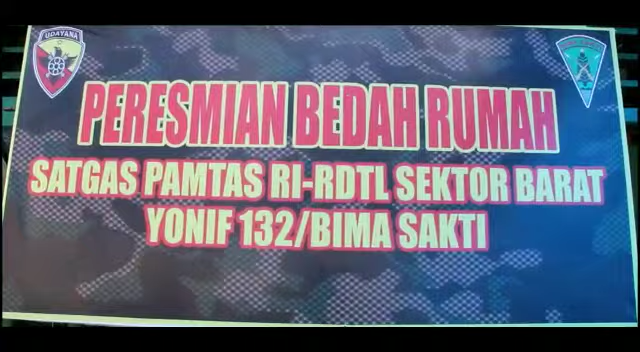 UDAYANA
PERESMIAN BEDAH RUMAH
SATGAS PAMTAS RI-RDTL SEKTOR BARAT
YONIF 132/BIMA SAKTI